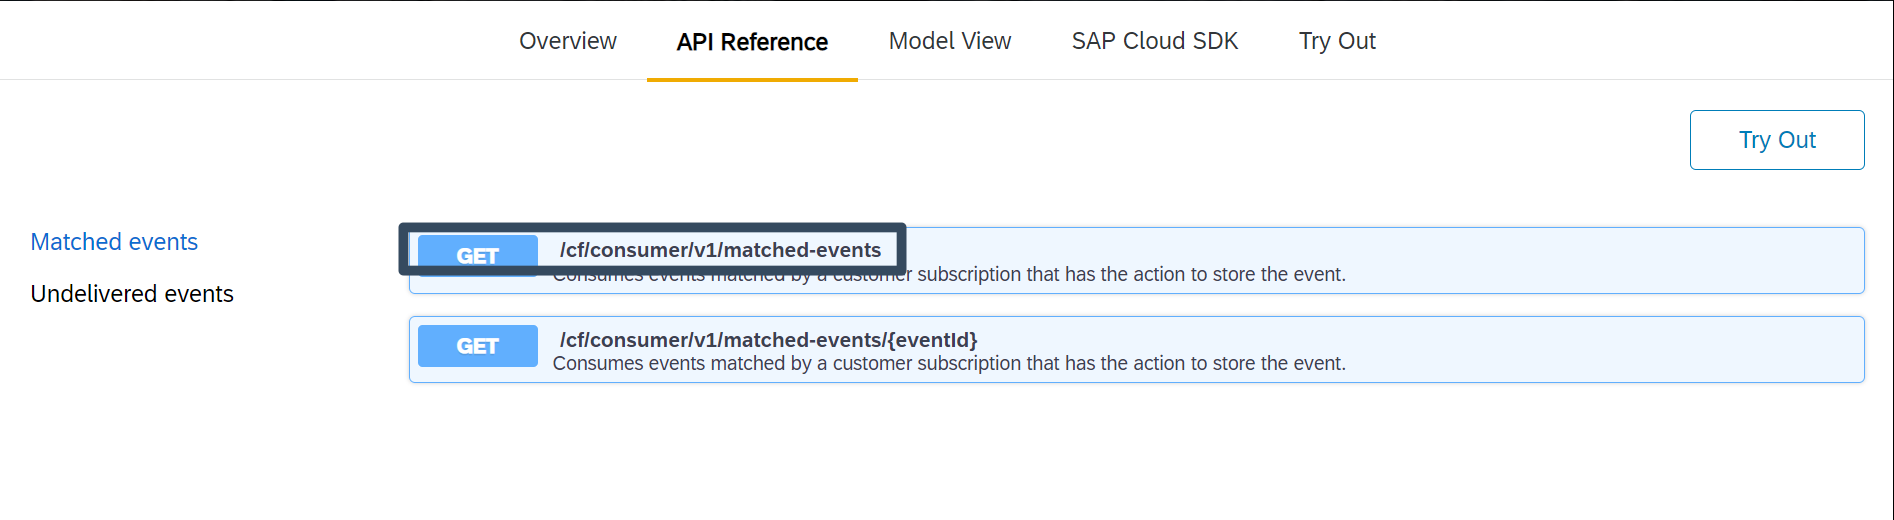 Overview API Reference Model View SAP Cloud SDK Try Out
Try Out
Matched events
Undelivered events
GET /cf/consumer/v1/matched-events
Consumes events matched by a customer subscription that has the action to store the event.
GET /cf/consumer/v1/matched-events/{eventId}
Consumes events matched by a customer subscription that has the action to store the event.